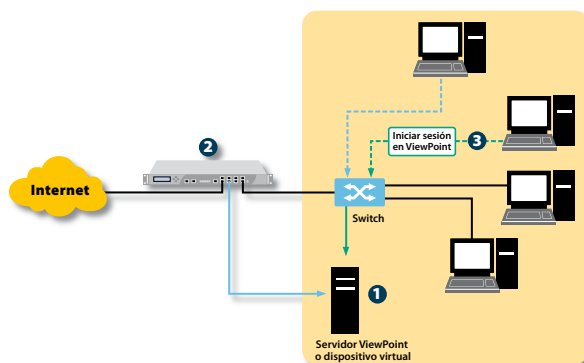 2
Iniciar sesión
en ViewPoint
3
Internet
Switch
1
Servidor ViewPoint
o dispositivo virtual